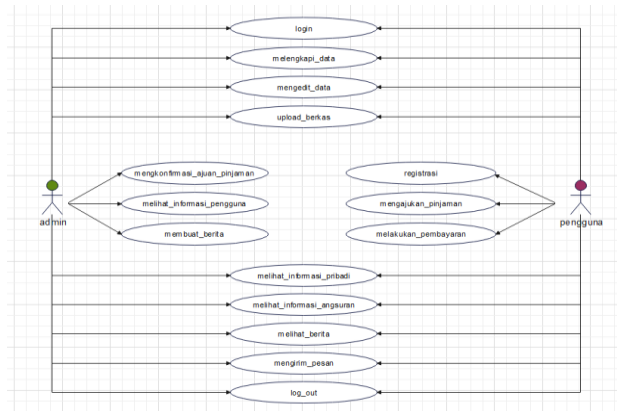 login
melengkapi_data
mengedit_data
upload_berkas
mengkonfirmasi_ajuan_pinjaman
registrasi
melihat_informasi_pengguna
mengajukan_pinjaman
admin
pengguna
membuat_berita
melakukan_pembayaran
melihat_informasi_pribadi
melihat_informasi_angsuran
melihat_berita
mengirim_pesan
log_out